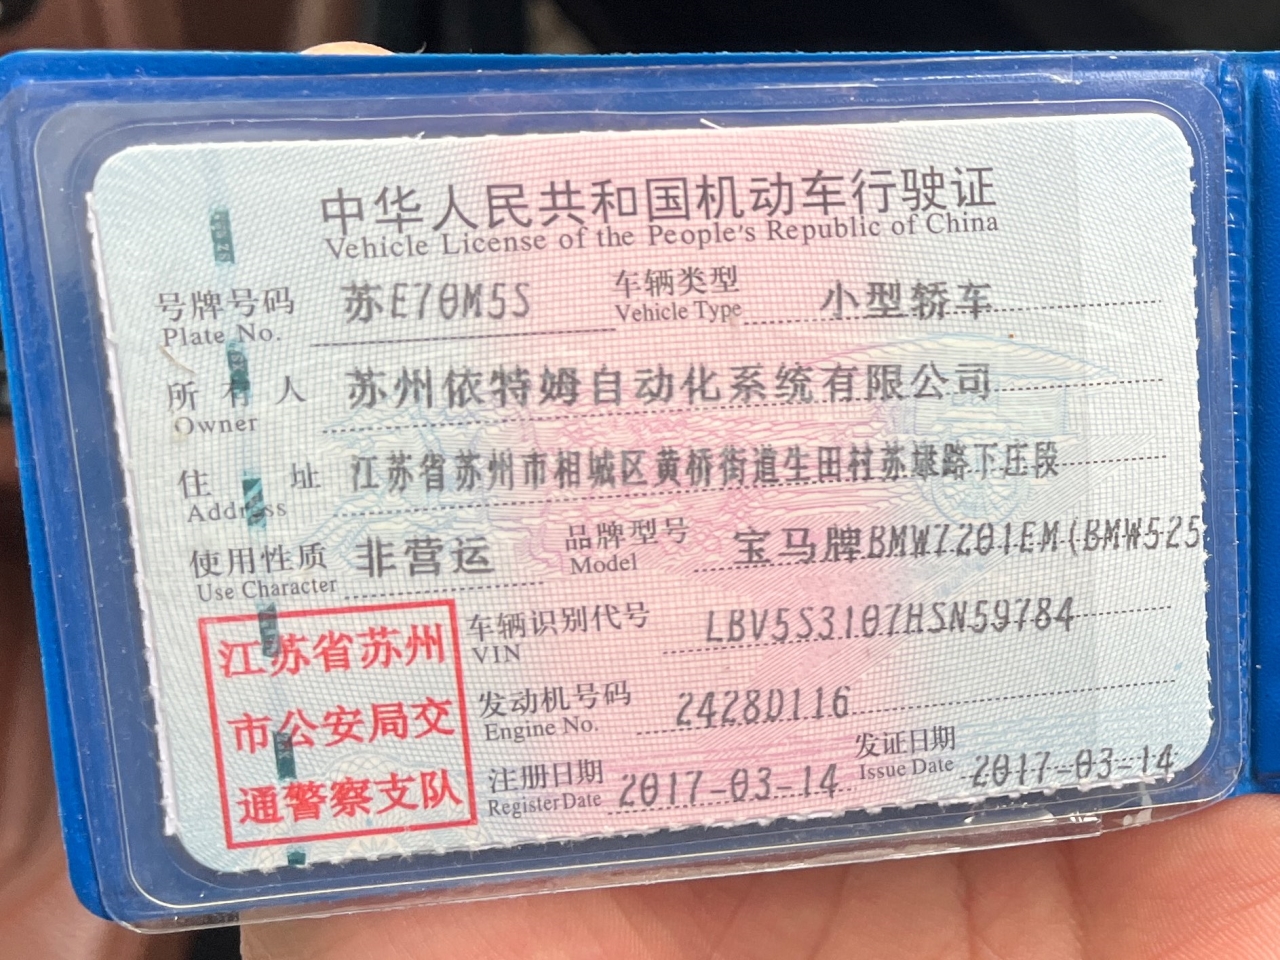 中华人民共和国机动车行驶证
Vehicle License of the People's Republic of China
号牌号码 苏E70M5S 车辆类型 小型轿车
Plate No. Vehicle Type
所有人 苏州依特姆自动化系统有限公司
Owner
住址 江苏省苏州市相城区黄桥街道生田村苏埭路下庄段
Address
使用性质 非营运 品牌型号 宝马牌BMW7201EM(BMW525
Use Character Model
江苏省苏州
市公安局交
通警察支队
车辆识别代号 LBV5S3107HSN59784
VIN
发动机号码 2428D116
Engine No.
注册日期 2017-03-14 发证日期 2017-03-14
Register Date Issue Date